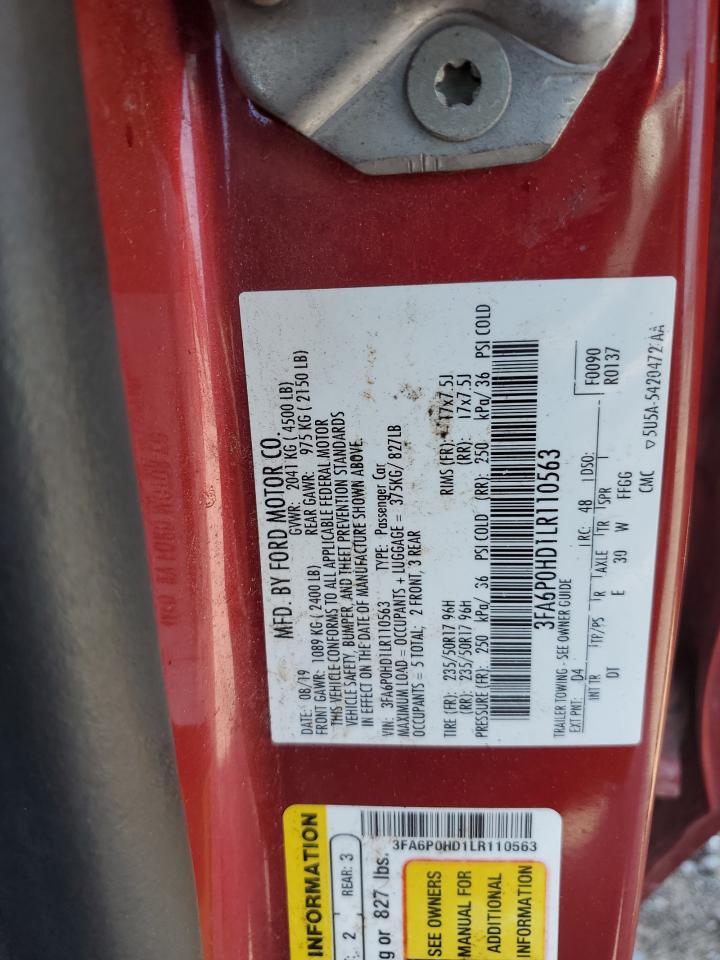 MFD. BY FORD MOTOR CO.
DATE: 08/19 GVWR: 2041 KG ( 4500 LB)
FRONT GAWR: 1089 KG ( 2400 LB) REAR GAWR: 975 KG ( 2150 LB)
THIS VEHICLE CONFORMS TO ALL APPLICABLE FEDERAL MOTOR
VEHICLE SAFETY, BUMPER, AND THEFT PREVENTION STANDARDS
IN EFFECT ON THE DATE OF MANUFACTURE SHOWN ABOVE.
VIN: 3FA6P0HD1LR110563 TYPE: Passenger Car
MAXIMUM LOAD = OCCUPANTS + LUGGAGE = 375KG/ 827LB
OCCUPANTS = 5 TOTAL; 2 FRONT, 3 REAR
TIRE (FR): 235/50R17 96H RIMS (FR): 17x7.5J
(RR): 235/50R17 96H (RR): 17x7.5J
PRESSURE (FR): 250 kPa/ 36 PSI COLD (RR): 250 kPa/ 36 PSI COLD
3FA6P0HD1LR110563
TRAILER TOWING - SEE OWNER GUIDE F0090
EXT PNT: D4 RC: 48 DSO: R0137
INT TR TP/PS R AXLE TR SPR
DT E 39 W FFGG
CMC ▽5U5A-5420472 AA
INFORMATION
2 REAR: 3
g or 827 lbs.
3FA6P0HD1LR110563
SEE OWNERS
MANUAL FOR
ADDITIONAL
INFORMATION